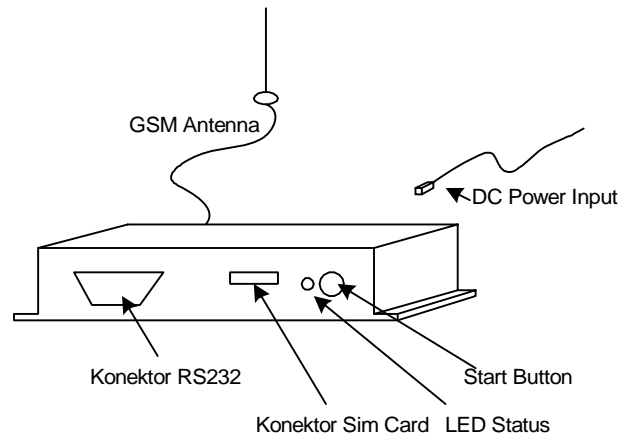 GSM Antenna
DC Power Input
Konektor RS232
Start Button
Konektor Sim Card
LED Status